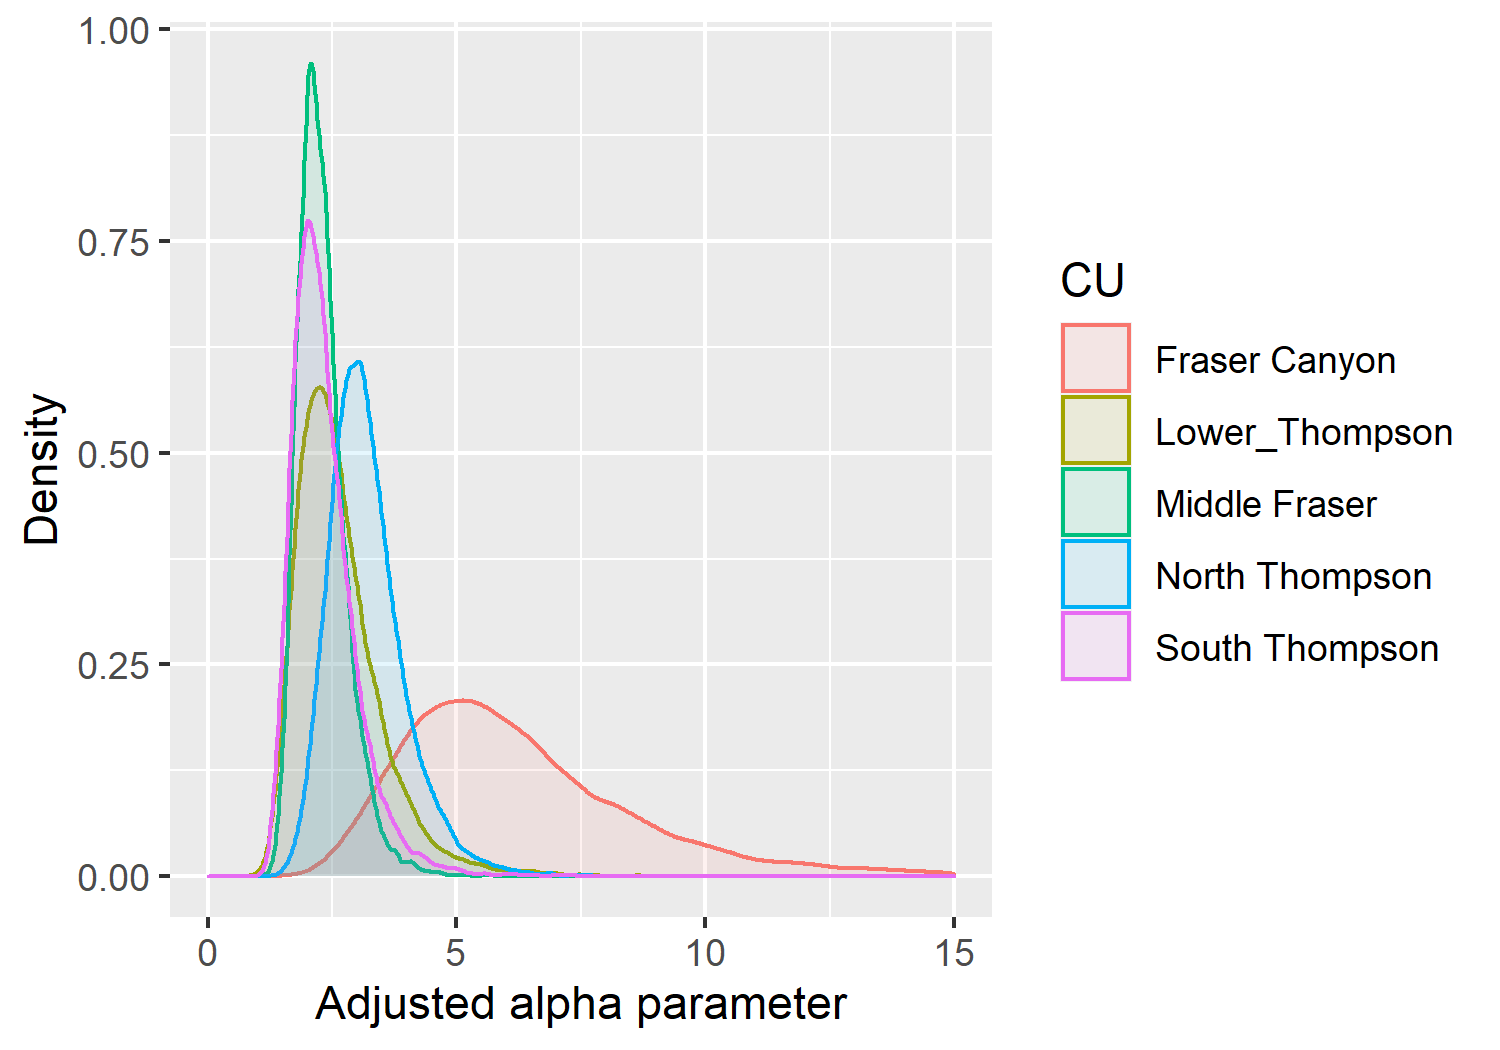 1.00
0.75
0.50
0.25
0.00
Density
0
5
10
15
Adjusted alpha parameter
CU
Fraser Canyon
Lower_Thompson
Middle Fraser
North Thompson
South Thompson